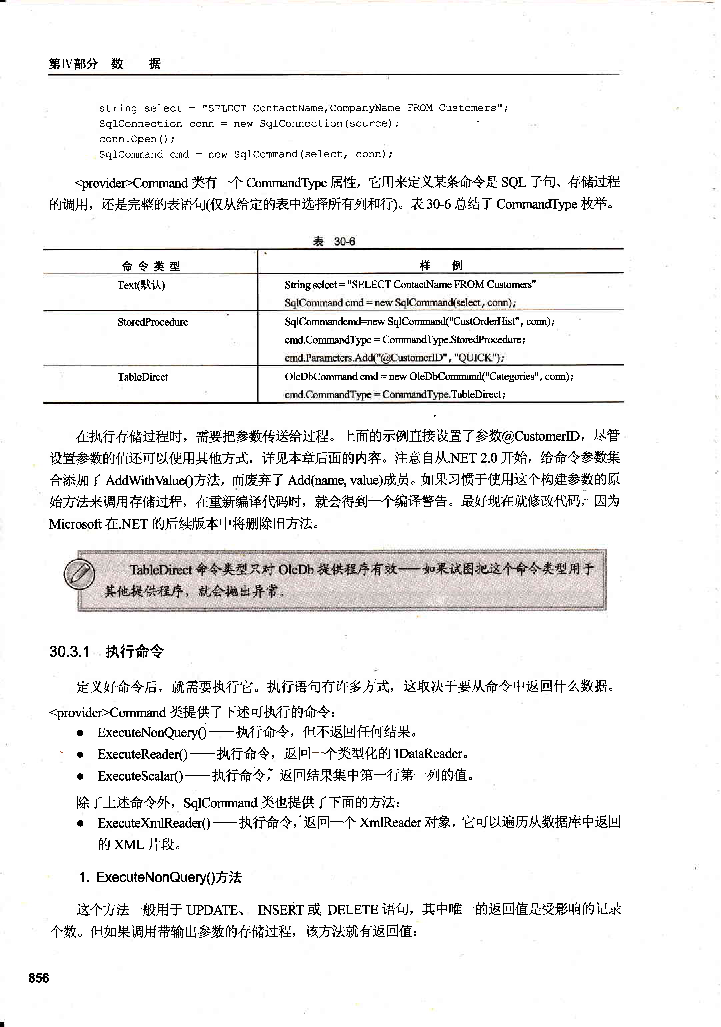 第IV部分 数 据
string select = "SELECT ContactName,CompanyName FROM Customers";
SqlConnection conn = new SqlConnection(source);
conn.Open();
SqlCommand cmd = new SqlCommand(select, conn);
<provider>Command 类有一个 CommandType 属性，它用来定义某条命令是 SQL 子句、存储过程
的调用，还是完整的表语句(仅从给定的表中选择所有列和行)。表 30-6 总结了 CommandType 枚举。
表 30-6
命 令 类 型 样 例
Text(默认) String select = "SELECT ContactName FROM Customers"
SqlCommand cmd = new SqlCommand(select, conn);
StoredProcedure SqlCommandcmd=new SqlCommand("CustOrderHist", conn);
cmd.CommandType = CommandType.StoredProcedure;
cmd.Parameters.Add("@CustomerID", "QUICK");
TableDirect OleDbCommand cmd = new OleDbCommand("Categories", conn);
cmd.CommandType = CommandType.TableDirect;
在执行存储过程时，需要把参数传送给过程。上面的示例直接设置了参数@CustomerID，尽管
设置参数的值还可以使用其他方式，详见本章后面的内容。注意自从.NET 2.0 开始，给命令参数集
合添加了 AddWithValue()方法，而废弃了 Add(name, value)成员。如果习惯于使用这个构建参数的原
始方法来调用存储过程，在重新编译代码时，就会得到一个编译警告。最好现在就修改代码，因为
Microsoft 在.NET 的后续版本中将删除旧方法。
TableDirect 命令类型只对 OleDb 提供程序有效——如果试图把这个命令类型用于
其他提供程序，就会抛出异常。
30.3.1 执行命令
定义好命令后，就需要执行它。执行语句有许多方式，这取决于要从命令中返回什么数据。
<provider>Command 类提供了下述可执行的命令：
● ExecuteNonQuery()——执行命令，但不返回任何结果。
● ExecuteReader()——执行命令，返回一个类型化的 IDataReader。
● ExecuteScalar()——执行命令，返回结果集中第一行第一列的值。
除了上述命令外，SqlCommand 类也提供了下面的方法：
● ExecuteXmlReader()——执行命令，返回一个 XmlReader 对象，它可以遍历从数据库中返回
的 XML 片段。
1. ExecuteNonQuery()方法
这个方法一般用于 UPDATE、 INSERT 或 DELETE 语句，其中唯一的返回值是受影响的记录
个数。但如果调用带输出参数的存储过程，该方法就有返回值：
856